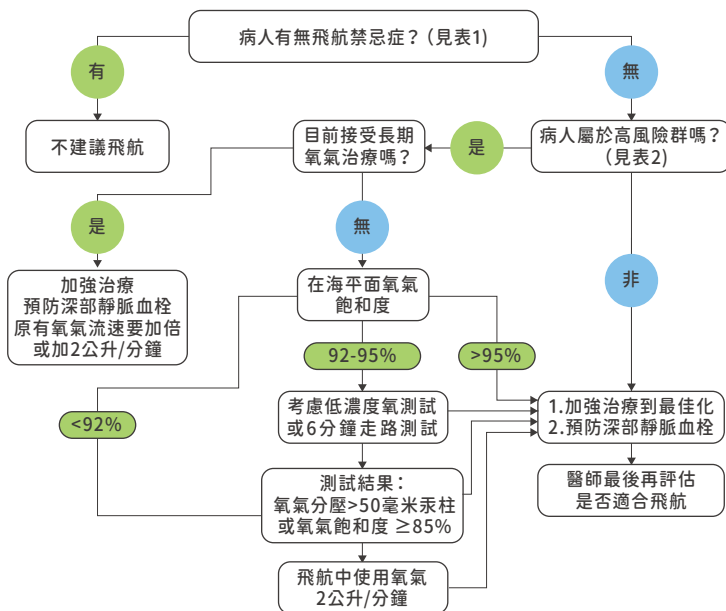 病人有無飛航禁忌症？(見表1)
有
無
不建議飛航
目前接受長期
氧氣治療嗎？
是
病人屬於高風險群嗎？
(見表2)
是
無
非
加強治療
預防深部靜脈血栓
原有氧氣流速要加倍
或加2公升/分鐘
在海平面氧氣
飽和度
92-95%
>95%
<92%
考慮低濃度氧測試
或6分鐘走路測試
1.加強治療到最佳化
2.預防深部靜脈血栓
測試結果：
氧氣分壓>50毫米汞柱
或氧氣飽和度 ≥85%
醫師最後再評估
是否適合飛航
飛航中使用氧氣
2公升/分鐘